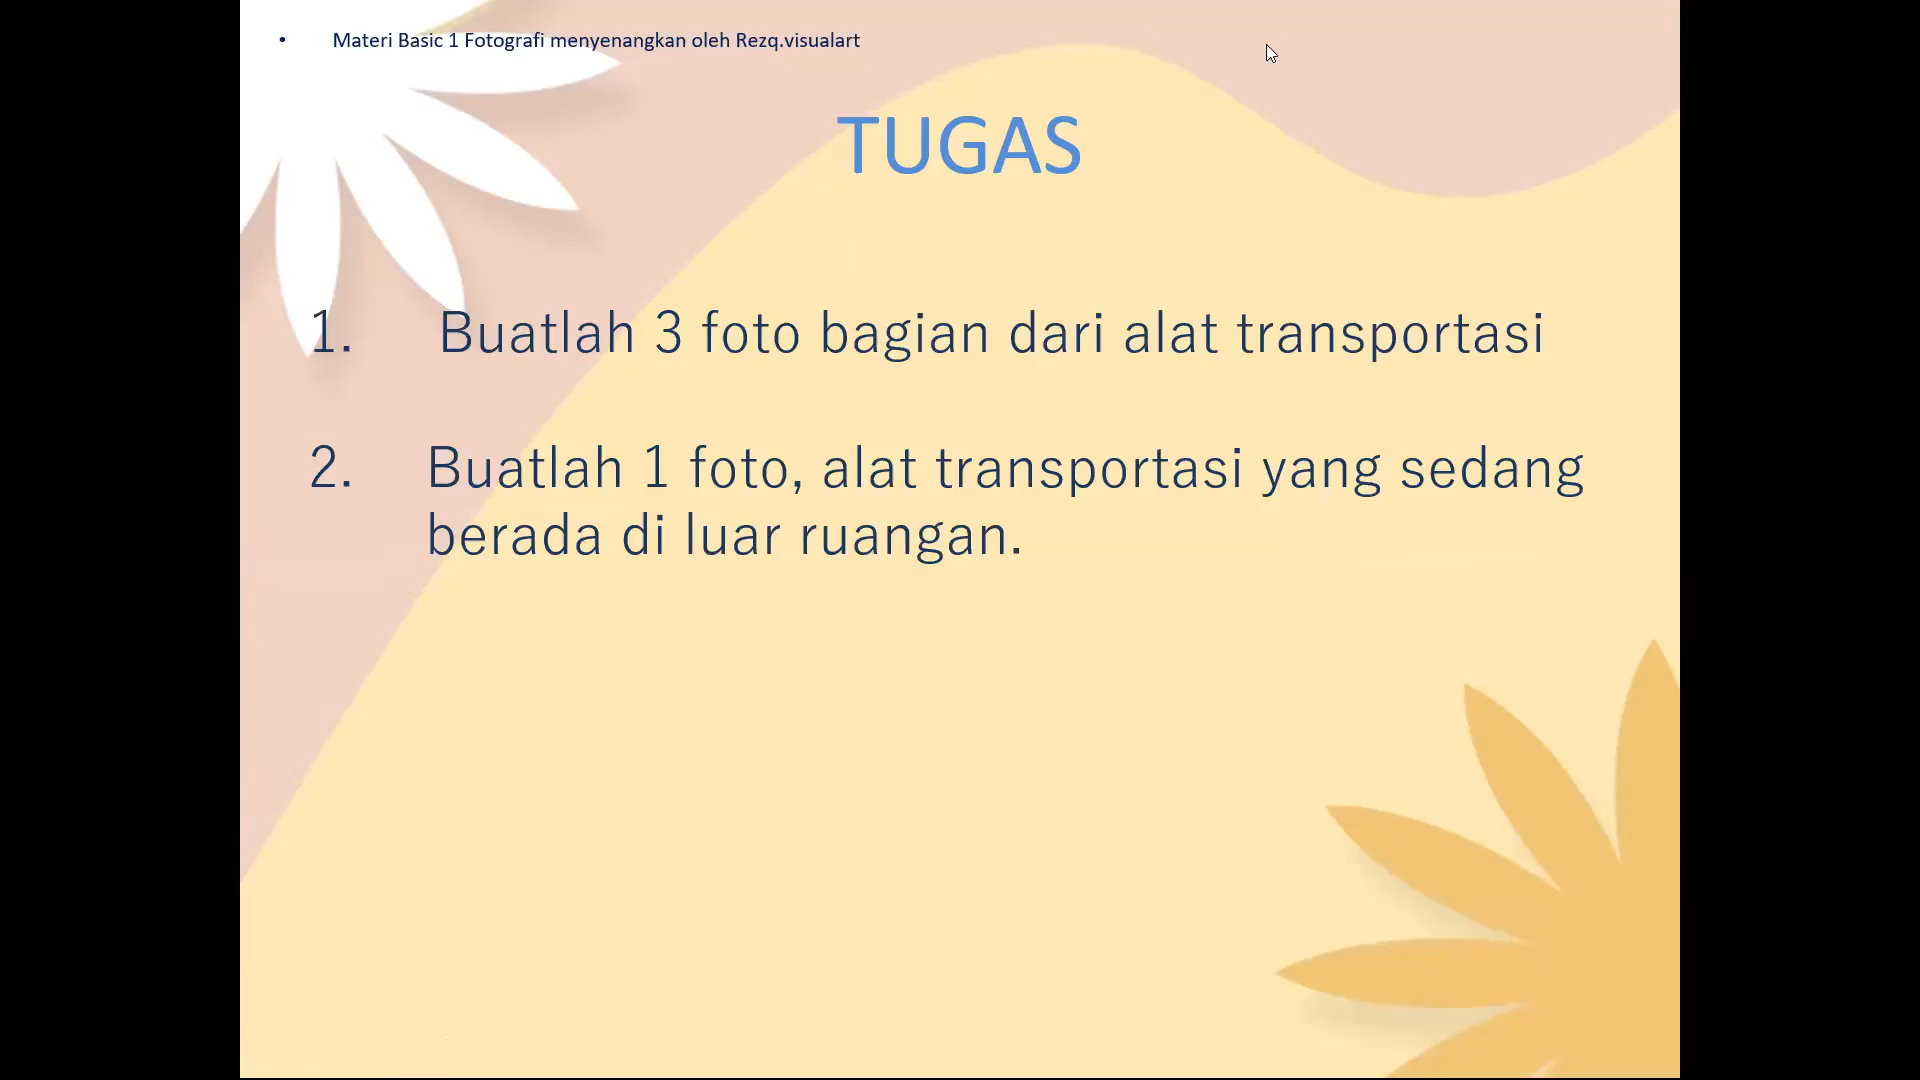 • Materi Basic 1 Fotografi menyenangkan oleh Rezq.visualart
TUGAS
1. Buatlah 3 foto bagian dari alat transportasi
2. Buatlah 1 foto, alat transportasi yang sedang
berada di luar ruangan.